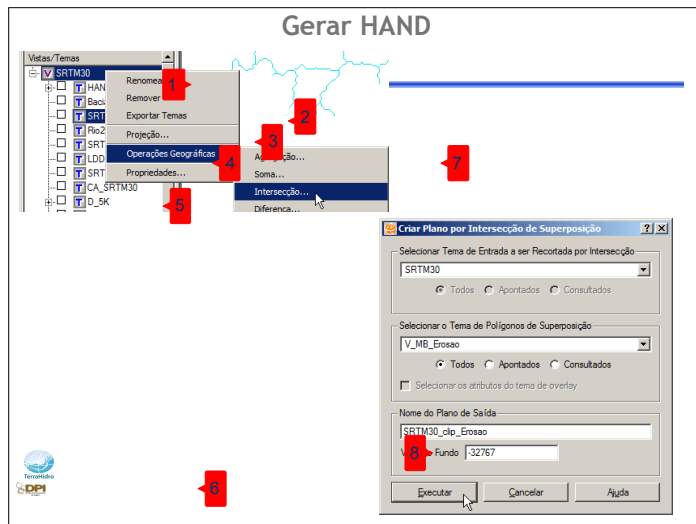 Gerar HAND
Vistas/Temas
SRTM30
HAN
Renomea
1
Bacia
Remover
SRT
Exportar Temas
2
Rio2
SRT
Projeção...
3
LDD
Operações Geográficas
4
SRT
Propriedades...
7
CA_SRTM30
Soma...
D_5K
5
Intersecção...
Diferença...
Criar Plano por Intersecção de Superposição
Selecionar Tema de Entrada a ser Recortada por Intersecção
SRTM30
Todos Apontados Consultados
Selecionar o Tema de Polígonos de Superposição
V_MB_Erosao
Todos Apontados Consultados
Selecionar os atributos do tema de overlay
Nome do Plano de Saída
SRTM30_clip_Erosao
8 Fundo -32767
Executar Cancelar Ajuda
TerraHidro
DPI
6